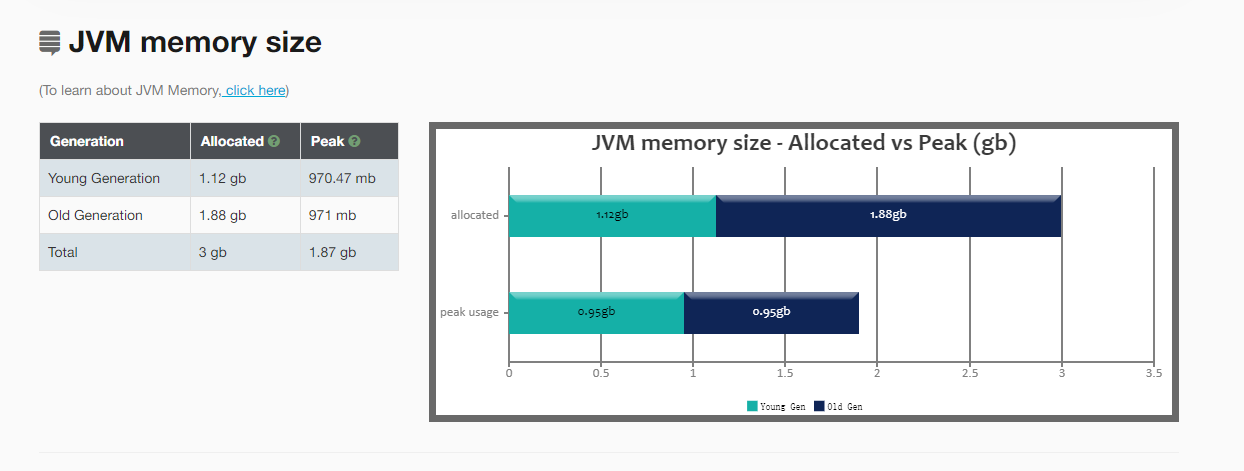 JVM memory size
(To learn about JVM Memory, click here)
Generation Allocated ? Peak ?
Young Generation 1.12 gb 970.47 mb
Old Generation 1.88 gb 971 mb
Total 3 gb 1.87 gb
JVM memory size - Allocated vs Peak (gb)
allocated 1.12gb 1.88gb
peak usage 0.95gb 0.95gb
0 0.5 1 1.5 2 2.5 3 3.5
Young Gen Old Gen